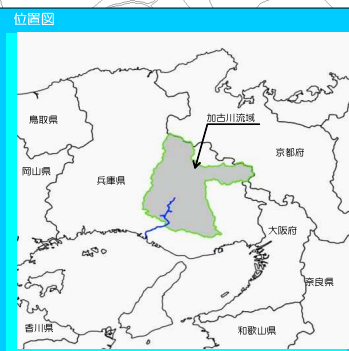 位置図
鳥取県
加古川流域
京都府
岡山県
兵庫県
大阪府
奈良県
香川県
和歌山県